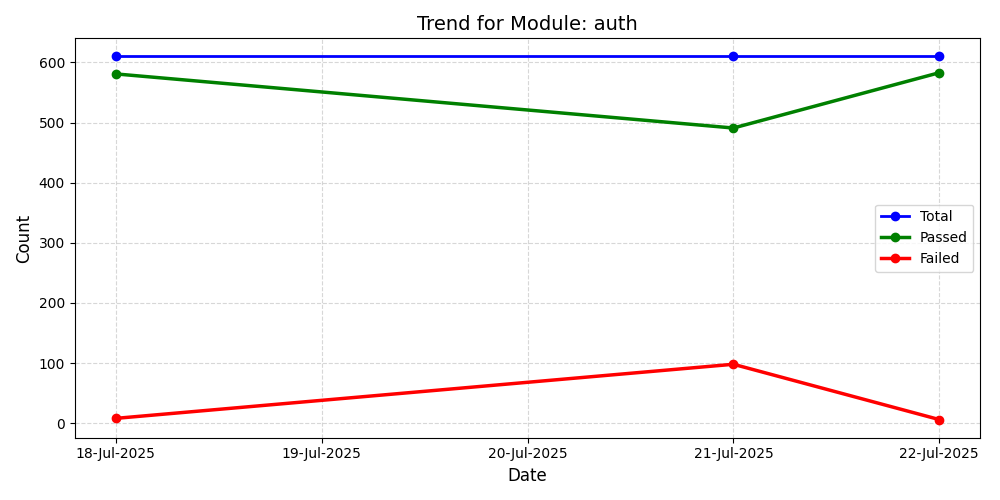 Trend for Module: auth
Count
600
500
400
300
200
100
0
Total
Passed
Failed
18-Jul-2025 19-Jul-2025 20-Jul-2025 21-Jul-2025 22-Jul-2025
Date